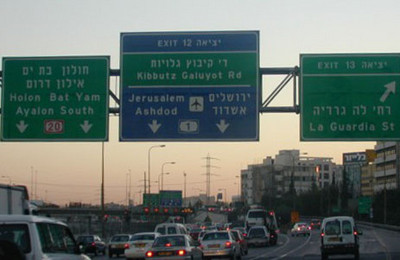 חולון בת ים
אילון דרום
Holon Bat Yam
Ayalon South
20
EXIT 12 יציאה
דר' קיבוץ גלויות
Kibbutz Galuyot Rd
Jerusalem ירושלים
Ashdod אשדוד
1
EXIT 13 יציאה
רח' לה גרדיה
La Guardia St